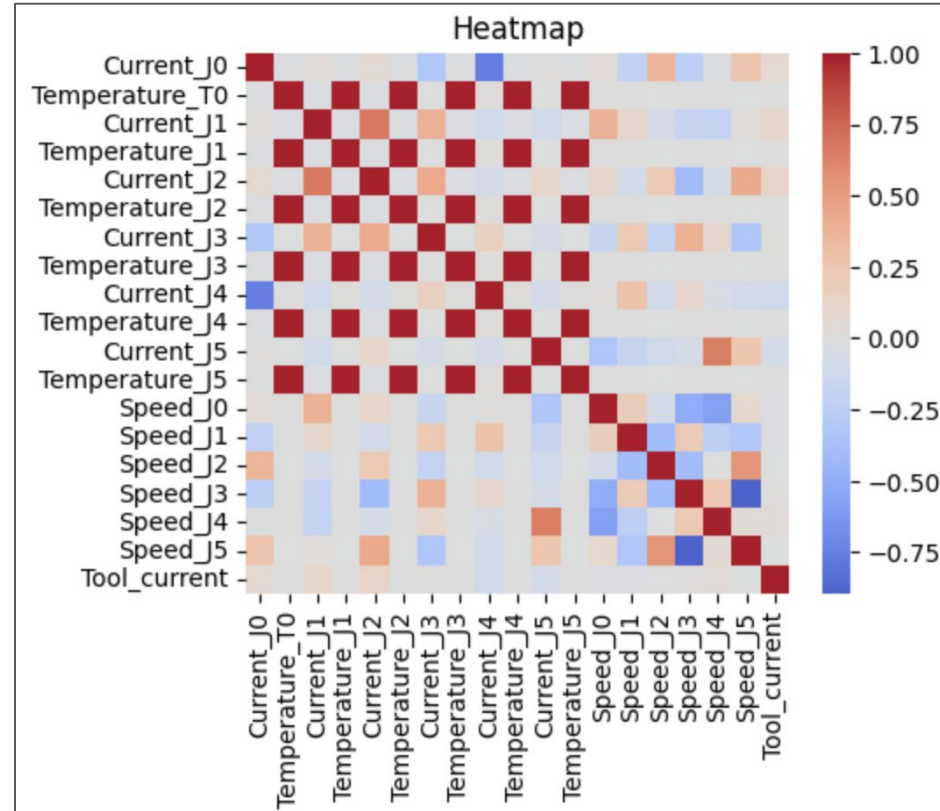 Heatmap
Current_J0
Temperature_T0
Current_J1
Temperature_J1
Current_J2
Temperature_J2
Current_J3
Temperature_J3
Current_J4
Temperature_J4
Current_J5
Temperature_J5
Speed_J0
Speed_J1
Speed_J2
Speed_J3
Speed_J4
Speed_J5
Tool_current
1.00
0.75
0.50
0.25
0.00
−0.25
−0.50
−0.75
Current_J0
Temperature_T0
Current_J1
Temperature_J1
Current_J2
Temperature_J2
Current_J3
Temperature_J3
Current_J4
Temperature_J4
Current_J5
Temperature_J5
Speed_J0
Speed_J1
Speed_J2
Speed_J3
Speed_J4
Speed_J5
Tool_current